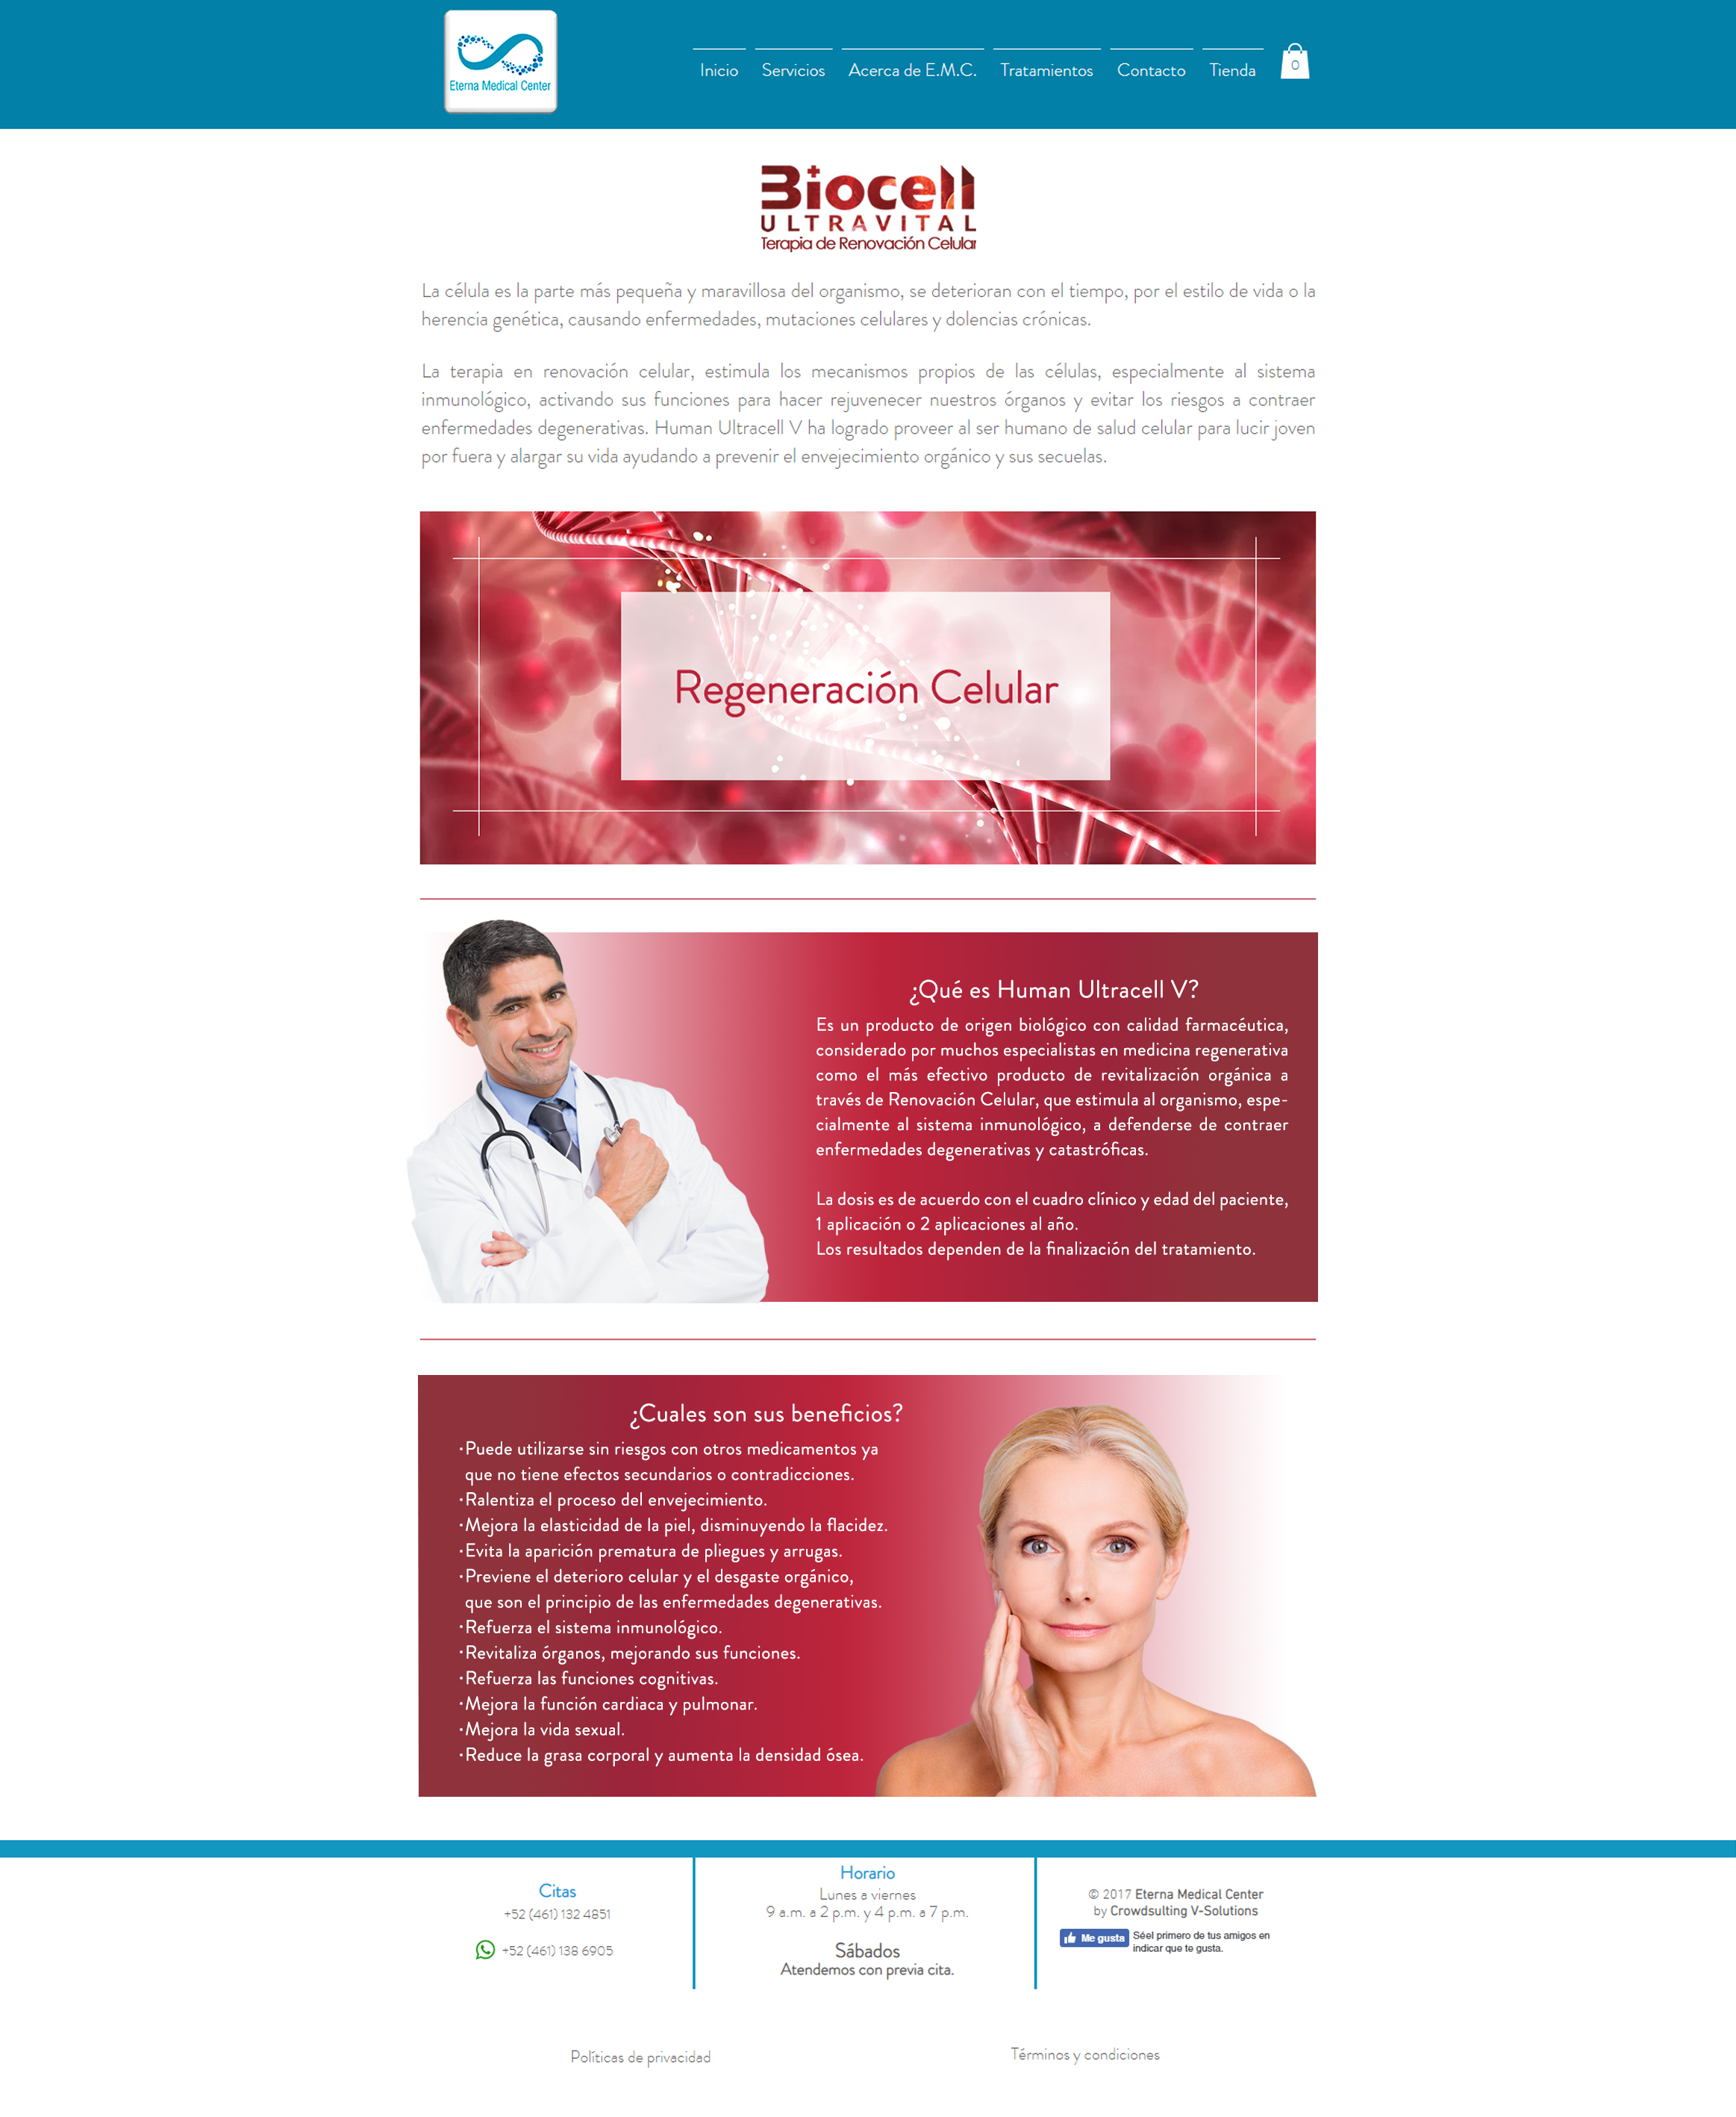 Eterna Medical Center
Inicio
Servicios
Acerca de E.M.C.
Tratamientos
Contacto
Tienda
0
Biocell
ULTRAVITAL
Terapia de Renovación Celular
La célula es la parte más pequeña y maravillosa del organismo, se deterioran con el tiempo, por el estilo de vida o la
herencia genética, causando enfermedades, mutaciones celulares y dolencias crónicas.
La terapia en renovación celular, estimula los mecanismos propios de las células, especialmente al sistema
inmunológico, activando sus funciones para hacer rejuvenecer nuestros órganos y evitar los riesgos a contraer
enfermedades degenerativas. Human Ultracell V ha logrado proveer al ser humano de salud celular para lucir joven
por fuera y alargar su vida ayudando a prevenir el envejecimiento orgánico y sus secuelas.
Regeneración Celular
¿Qué es Human Ultracell V?
Es un producto de origen biológico con calidad farmacéutica,
considerado por muchos especialistas en medicina regenerativa
como el más efectivo producto de revitalización orgánica a
través de Renovación Celular, que estimula al organismo, espe-
cialmente al sistema inmunológico, a defenderse de contraer
enfermedades degenerativas y catastróficas.
La dosis es de acuerdo con el cuadro clínico y edad del paciente,
1 aplicación o 2 aplicaciones al año.
Los resultados dependen de la finalización del tratamiento.
¿Cuales son sus beneficios?
·Puede utilizarse sin riesgos con otros medicamentos ya
que no tiene efectos secundarios o contradicciones.
·Ralentiza el proceso del envejecimiento.
·Mejora la elasticidad de la piel, disminuyendo la flacidez.
·Evita la aparición prematura de pliegues y arrugas.
·Previene el deterioro celular y el desgaste orgánico,
que son el principio de las enfermedades degenerativas.
·Refuerza el sistema inmunológico.
·Revitaliza órganos, mejorando sus funciones.
·Refuerza las funciones cognitivas.
·Mejora la función cardiaca y pulmonar.
·Mejora la vida sexual.
·Reduce la grasa corporal y aumenta la densidad ósea.
Citas
+52 (461) 132 4851
+52 (461) 138 6905
Horario
Lunes a viernes
9 a.m. a 2 p.m. y 4 p.m. a 7 p.m.
Sábados
Atendemos con previa cita.
© 2017 Eterna Medical Center
by Crowdsulting V-Solutions
Me gusta
Sé el primero de tus amigos en
indicar que te gusta.
Políticas de privacidad
Términos y condiciones